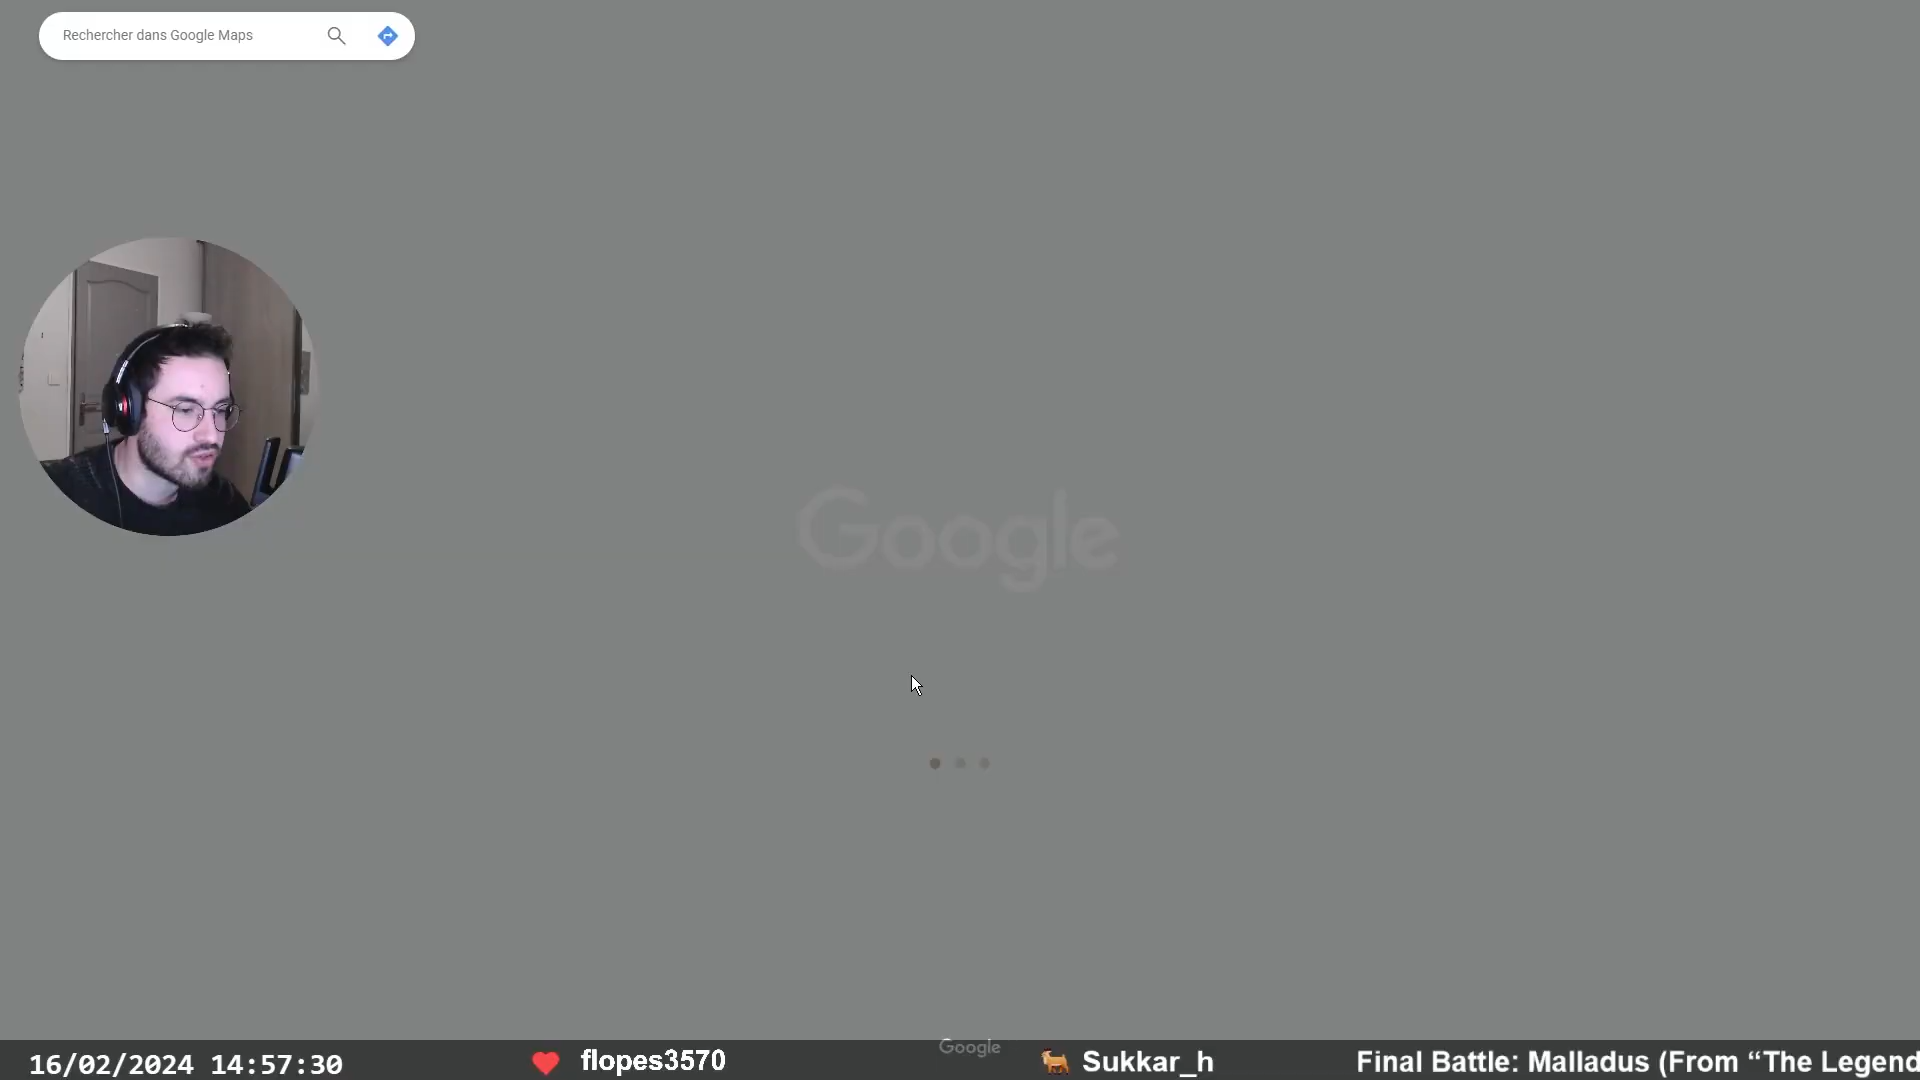 Rechercher dans Google Maps
Google
Google
16/02/2024 14:57:30
flopes3570
Sukkar_h
Final Battle: Malladus (From “The Legend